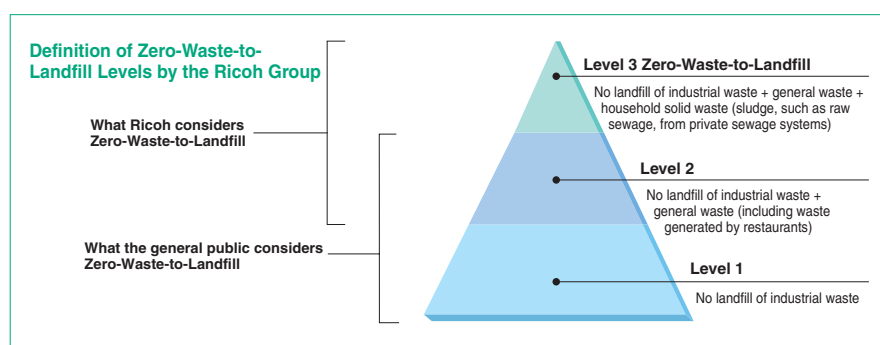 Definition of Zero-Waste-to-
Landfill Levels by the Ricoh Group
What Ricoh considers
Zero-Waste-to-Landfill
What the general public considers
Zero-Waste-to-Landfill
Level 3 Zero-Waste-to-Landfill
No landfill of industrial waste + general waste +
household solid waste (sludge, such as raw
sewage, from private sewage systems)
Level 2
No landfill of industrial waste +
general waste (including waste
generated by restaurants)
Level 1
No landfill of industrial waste